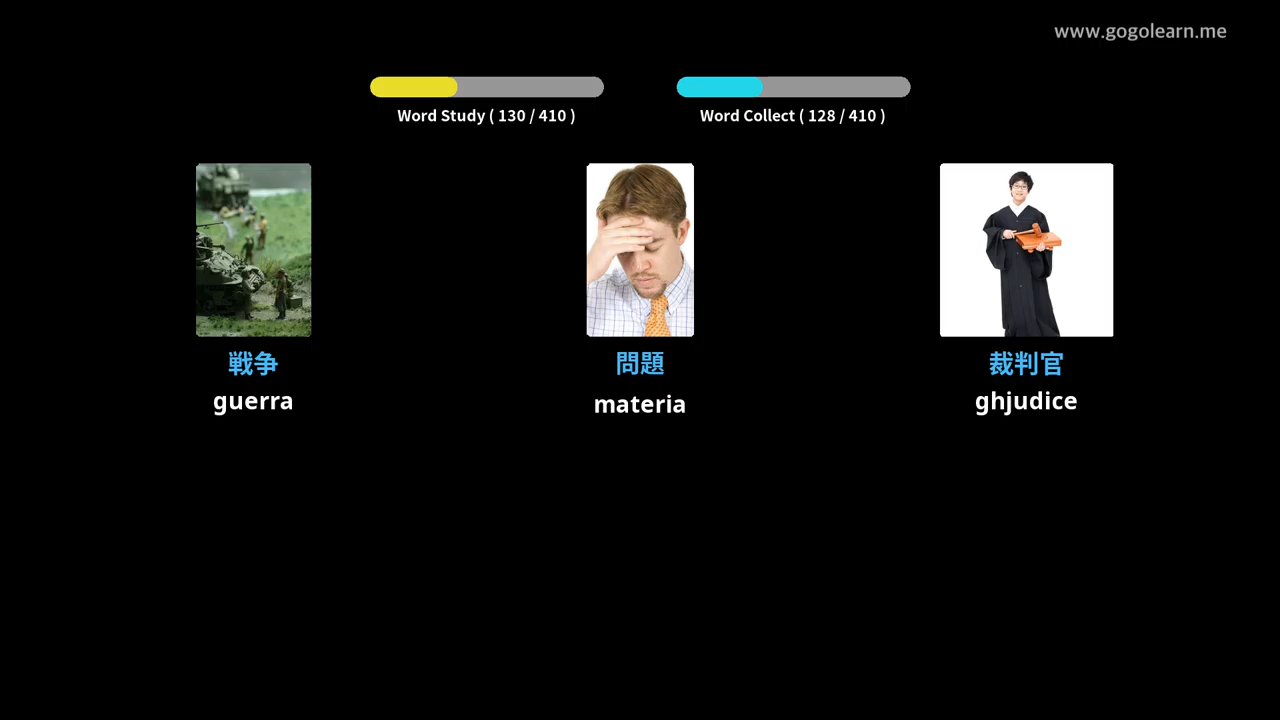 www.gogolearn.me
Word Study ( 130 / 410 )
Word Collect ( 128 / 410 )
戦争
guerra
問題
materia
裁判官
ghjudice